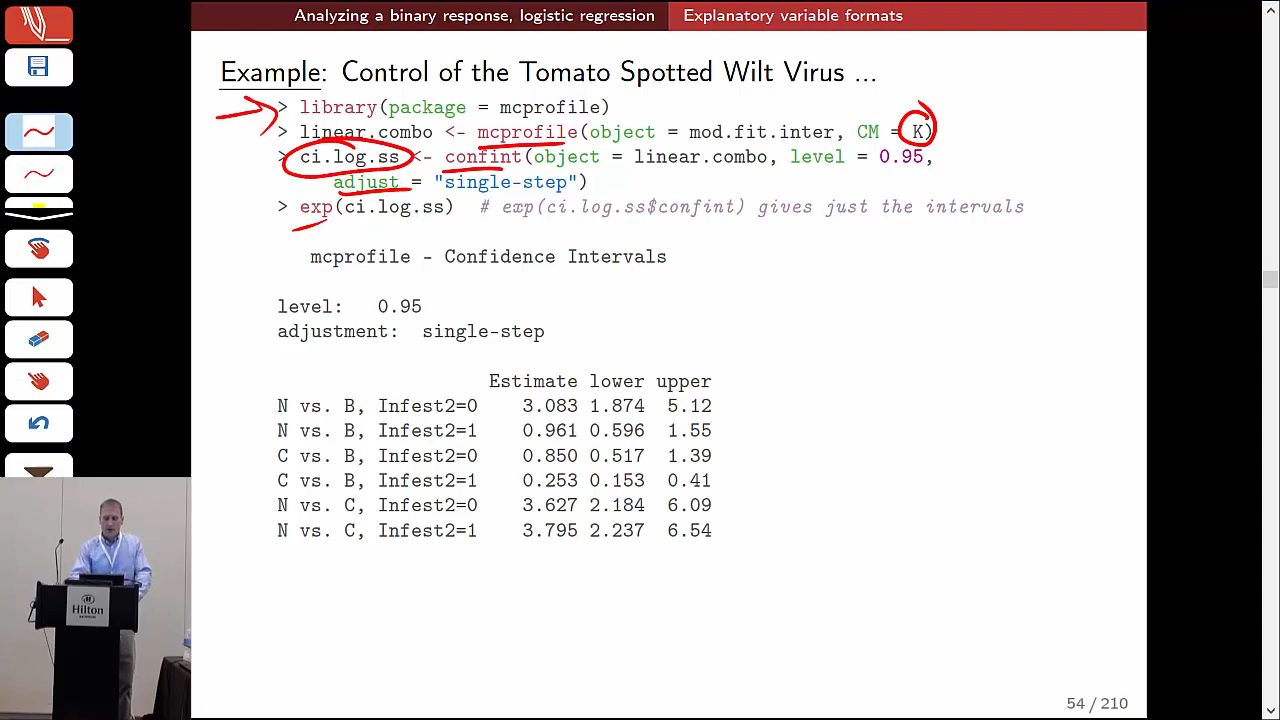 Analyzing a binary response, logistic regression Explanatory variable formats
Example: Control of the Tomato Spotted Wilt Virus ...
> library(package = mcprofile)
> linear.combo <- mcprofile(object = mod.fit.inter, CM = K)
> ci.log.ss <- confint(object = linear.combo, level = 0.95,
adjust = "single-step")
> exp(ci.log.ss) # exp(ci.log.ss$confint) gives just the intervals
mcprofile - Confidence Intervals
level: 0.95
adjustment: single-step
Estimate lower upper
N vs. B, Infest2=0 3.083 1.874 5.12
N vs. B, Infest2=1 0.961 0.596 1.55
C vs. B, Infest2=0 0.850 0.517 1.39
C vs. B, Infest2=1 0.253 0.153 0.41
N vs. C, Infest2=0 3.627 2.184 6.09
N vs. C, Infest2=1 3.795 2.237 6.54
Hilton
54 / 210